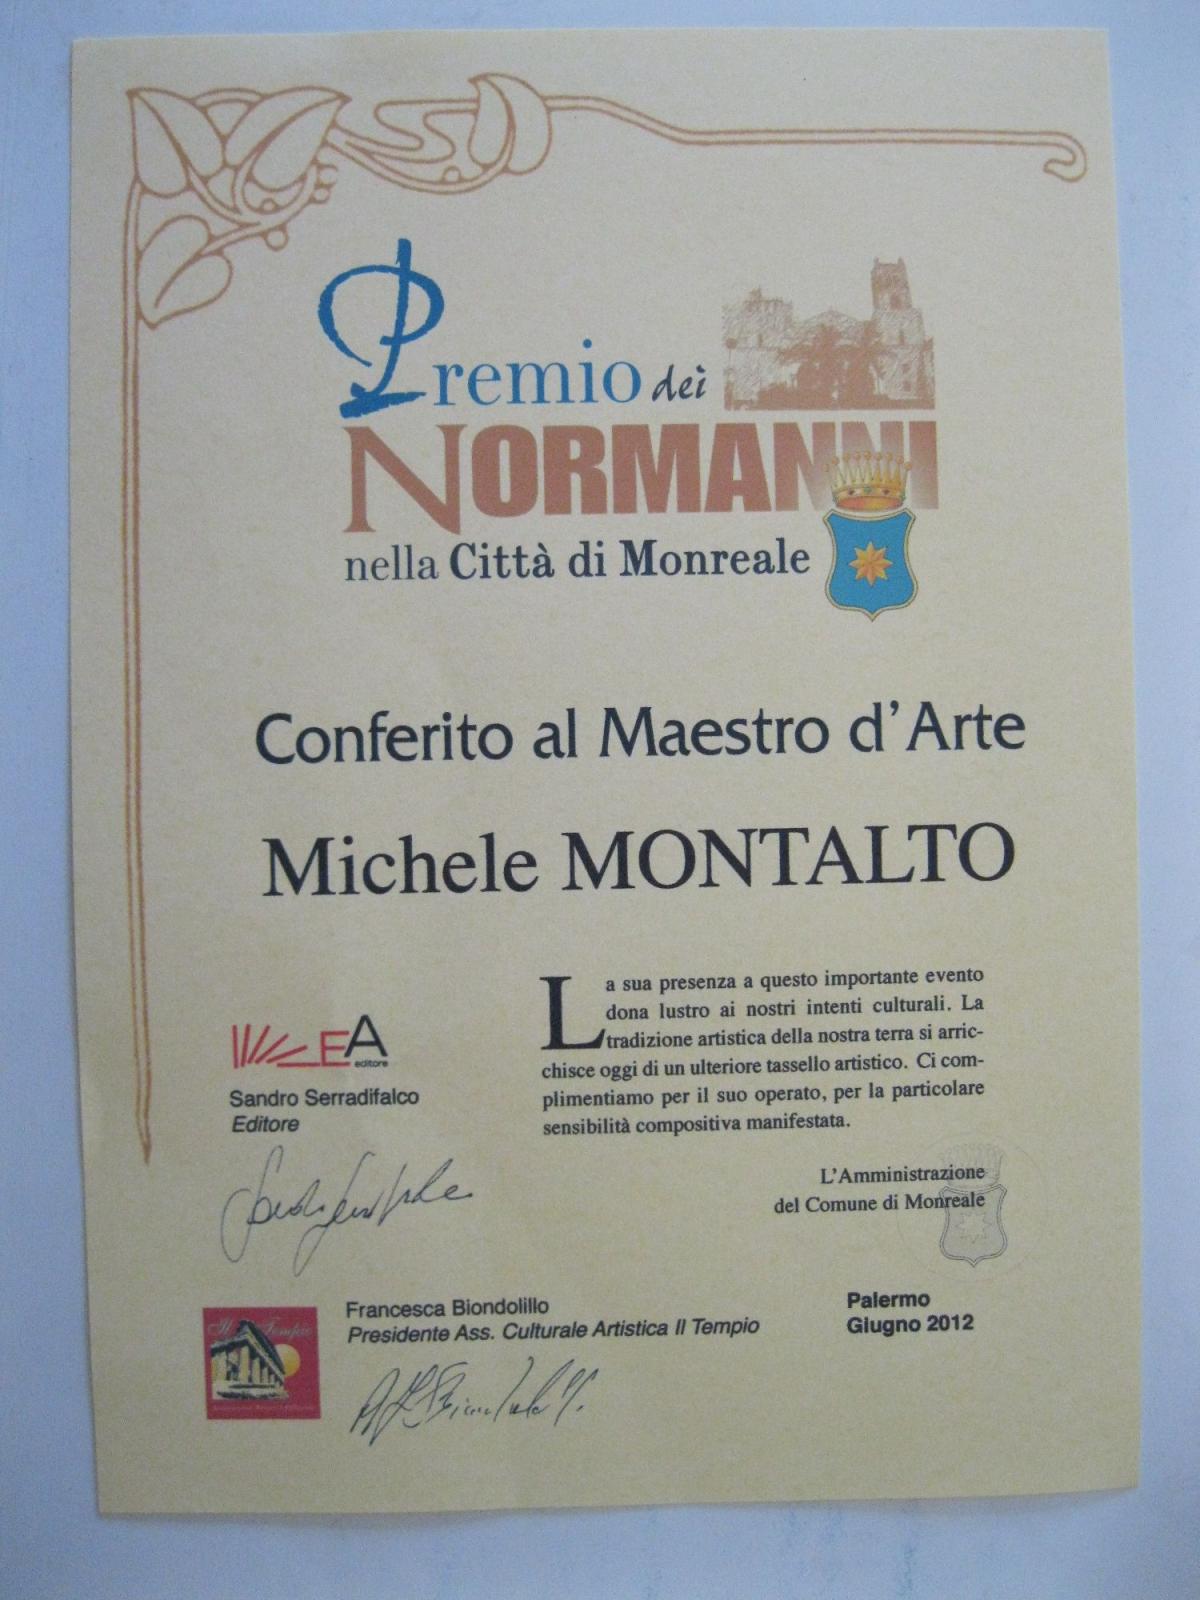 Premio dei
NORMANNI
nella Città di Monreale
Conferito al Maestro d'Arte
Michele MONTALTO
La sua presenza a questo importante evento
dona lustro ai nostri intenti culturali. La
tradizione artistica della nostra terra si arric-
chisce oggi di un ulteriore tassello artistico. Ci com-
plimentiamo per il suo operato, per la particolare
sensibilità compositiva manifestata.
EA
editore
Sandro Serradifalco
Editore
L'Amministrazione
del Comune di Monreale
Il Tempio
Francesca Biondolillo
Presidente Ass. Culturale Artistica Il Tempio
Palermo
Giugno 2012